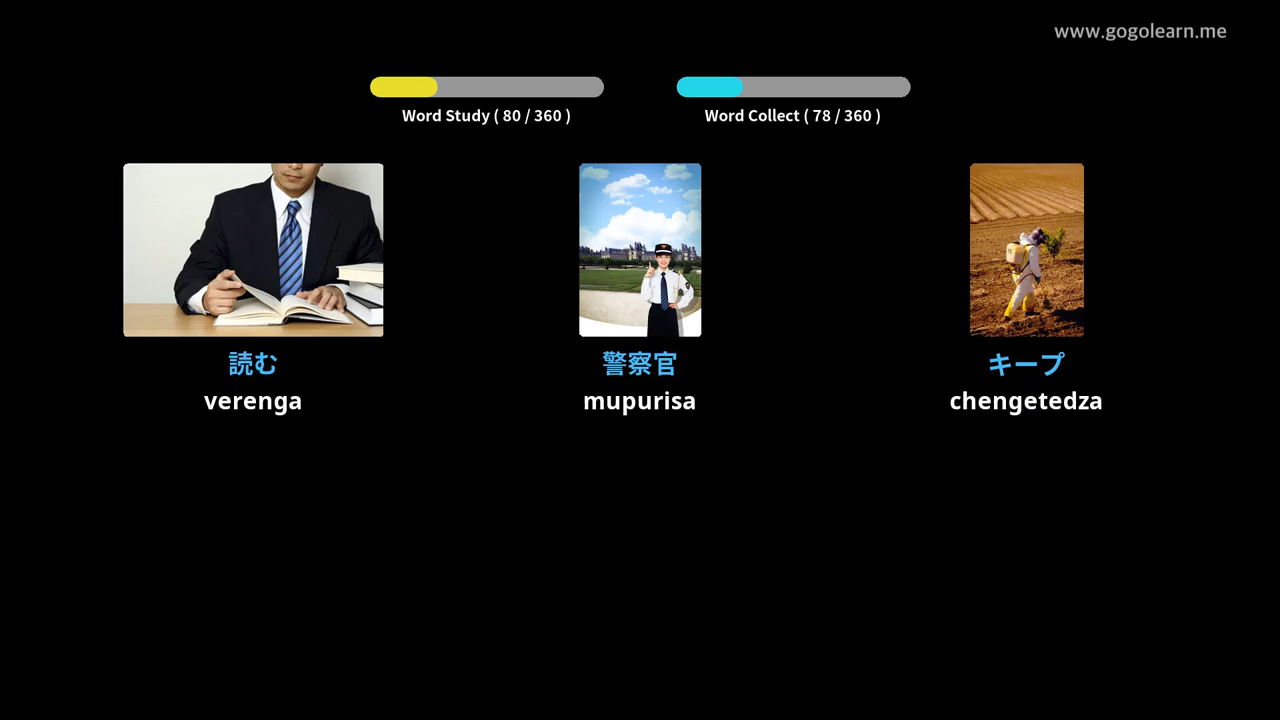 www.gogolearn.me
Word Study ( 80 / 360 )
Word Collect ( 78 / 360 )
読む
警察官
キープ
verenga
mupurisa
chengetedza